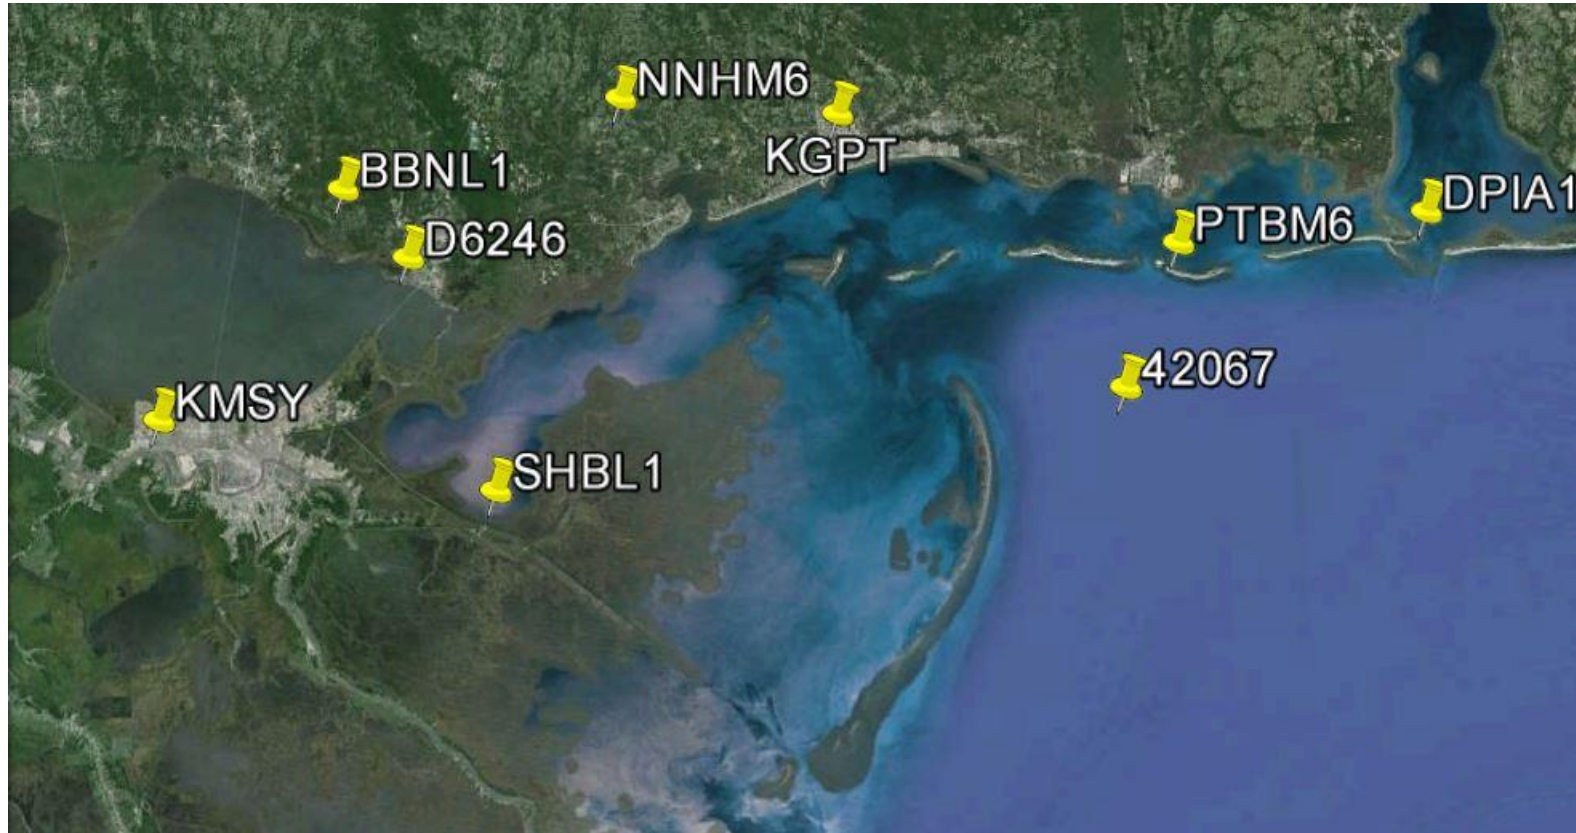 NNHM6
KGPT
BBNL1
DPIA1
PTBM6
D6246
42067
KMSY
SHBL1